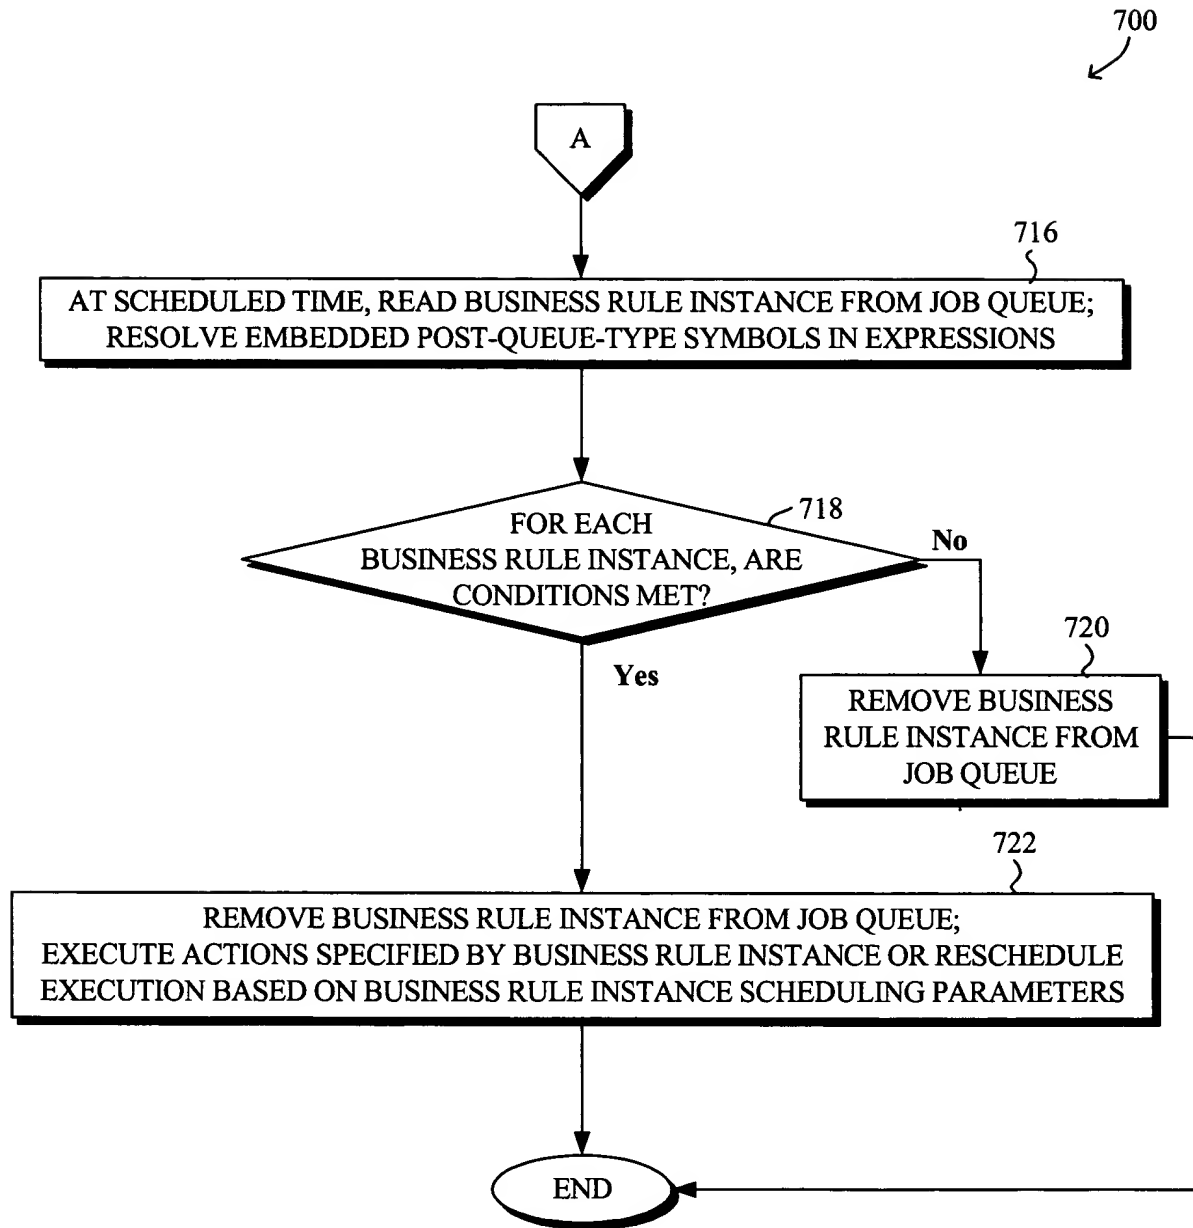 700
A
716
AT SCHEDULED TIME, READ BUSINESS RULE INSTANCE FROM JOB QUEUE;
RESOLVE EMBEDDED POST-QUEUE-TYPE SYMBOLS IN EXPRESSIONS
718
FOR EACH
BUSINESS RULE INSTANCE, ARE
CONDITIONS MET?
No
Yes
720
REMOVE BUSINESS
RULE INSTANCE FROM
JOB QUEUE
722
REMOVE BUSINESS RULE INSTANCE FROM JOB QUEUE;
EXECUTE ACTIONS SPECIFIED BY BUSINESS RULE INSTANCE OR RESCHEDULE
EXECUTION BASED ON BUSINESS RULE INSTANCE SCHEDULING PARAMETERS
END